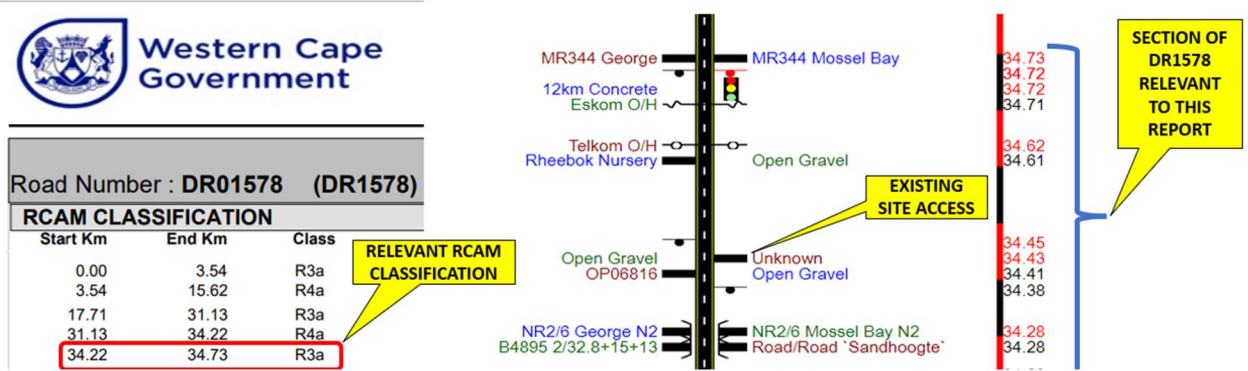 Western Cape
Government
Road Number : DR01578 (DR1578)
RCAM CLASSIFICATION
Start Km End Km Class
0.00 3.54 R3a
3.54 15.62 R4a
17.71 31.13 R3a
31.13 34.22 R4a
34.22 34.73 R3a
RELEVANT RCAM
CLASSIFICATION
MR344 George MR344 Mossel Bay 34.73
34.72
12km Concrete 34.72
Eskom O/H 34.71
Telkom O/H 34.62
Rheebok Nursery Open Gravel 34.61
EXISTING
SITE ACCESS
34.45
Open Gravel Unknown 34.43
OP06816 Open Gravel 34.41
34.38
NR2/6 George N2 NR2/6 Mossel Bay N2 34.28
B4895 2/32.8+15+13 Road/Road `Sandhoogte` 34.28
SECTION OF
DR1578
RELEVANT
TO THIS
REPORT